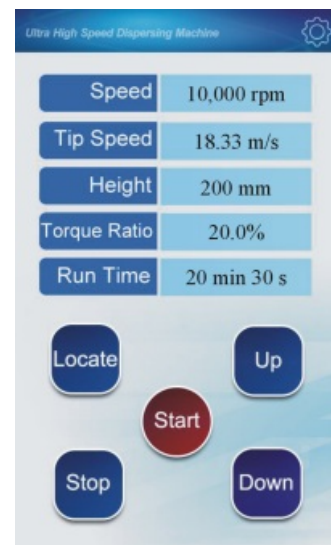 Ultra High Speed Dispersing Machine
Speed 10,000 rpm
Tip Speed 18.33 m/s
Height 200 mm
Torque Ratio 20.0%
Run Time 20 min 30 s
Locate Up
Start
Stop Down